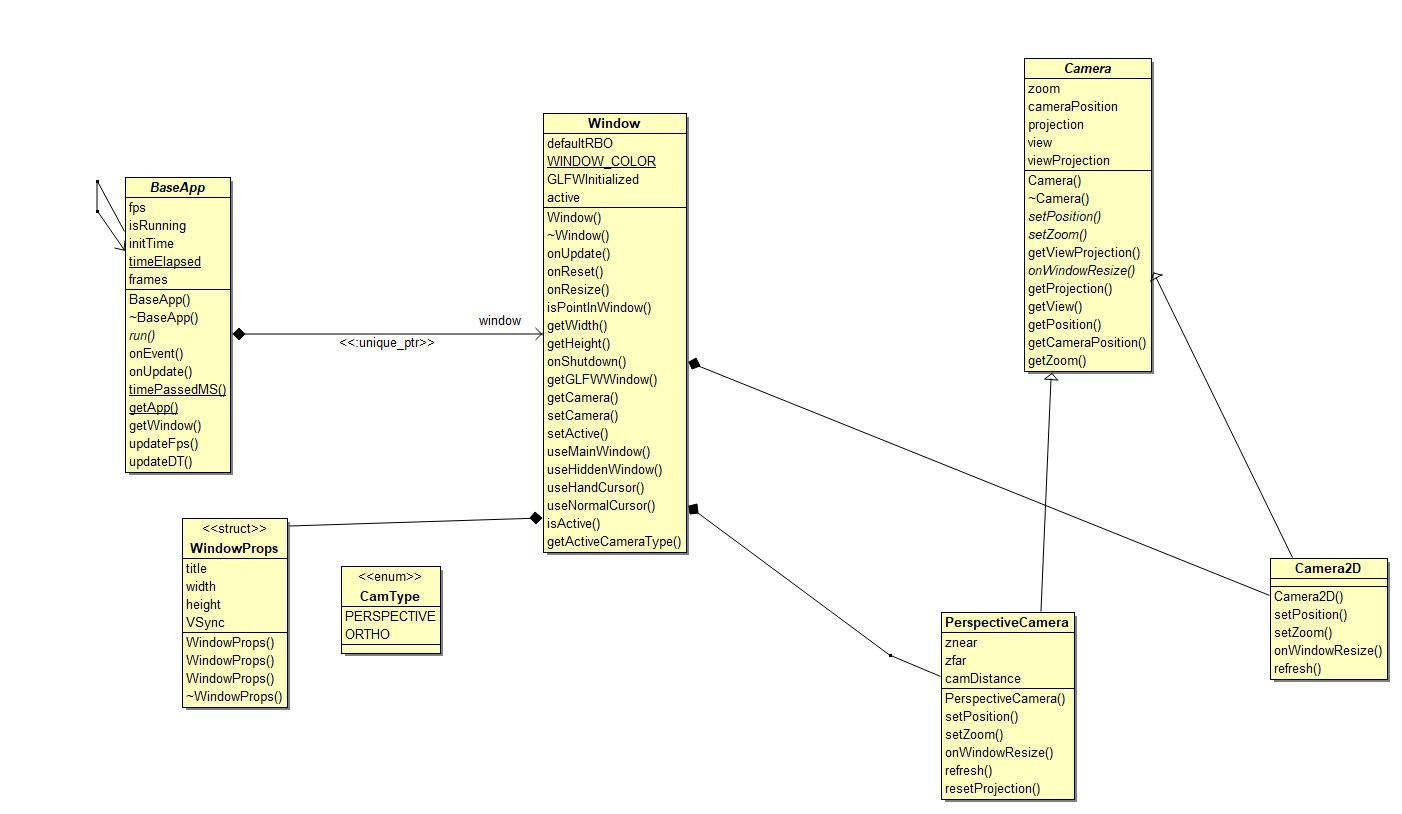 BaseApp
fps
isRunning
initTime
timeElapsed
frames
BaseApp()
~BaseApp()
run()
onEvent()
onUpdate()
timePassedMS()
getApp()
getWindow()
updateFps()
updateDT()
window
<<:unique_ptr>>
Window
defaultRBO
WINDOW_COLOR
GLFWInitialized
active
Window()
~Window()
onUpdate()
onReset()
onResize()
isPointInWindow()
getWidth()
getHeight()
onShutdown()
getGLFWWindow()
getCamera()
setCamera()
setActive()
useMainWindow()
useHiddenWindow()
useHandCursor()
useNormalCursor()
isActive()
getActiveCameraType()
Camera
zoom
cameraPosition
projection
view
viewProjection
Camera()
~Camera()
setPosition()
setZoom()
getViewProjection()
onWindowResize()
getProjection()
getView()
getPosition()
getCameraPosition()
getZoom()
<<struct>>
WindowProps
title
width
height
VSync
WindowProps()
WindowProps()
WindowProps()
~WindowProps()
<<enum>>
CamType
PERSPECTIVE
ORTHO
PerspectiveCamera
znear
zfar
camDistance
PerspectiveCamera()
setPosition()
setZoom()
onWindowResize()
refresh()
resetProjection()
Camera2D
Camera2D()
setPosition()
setZoom()
onWindowResize()
refresh()